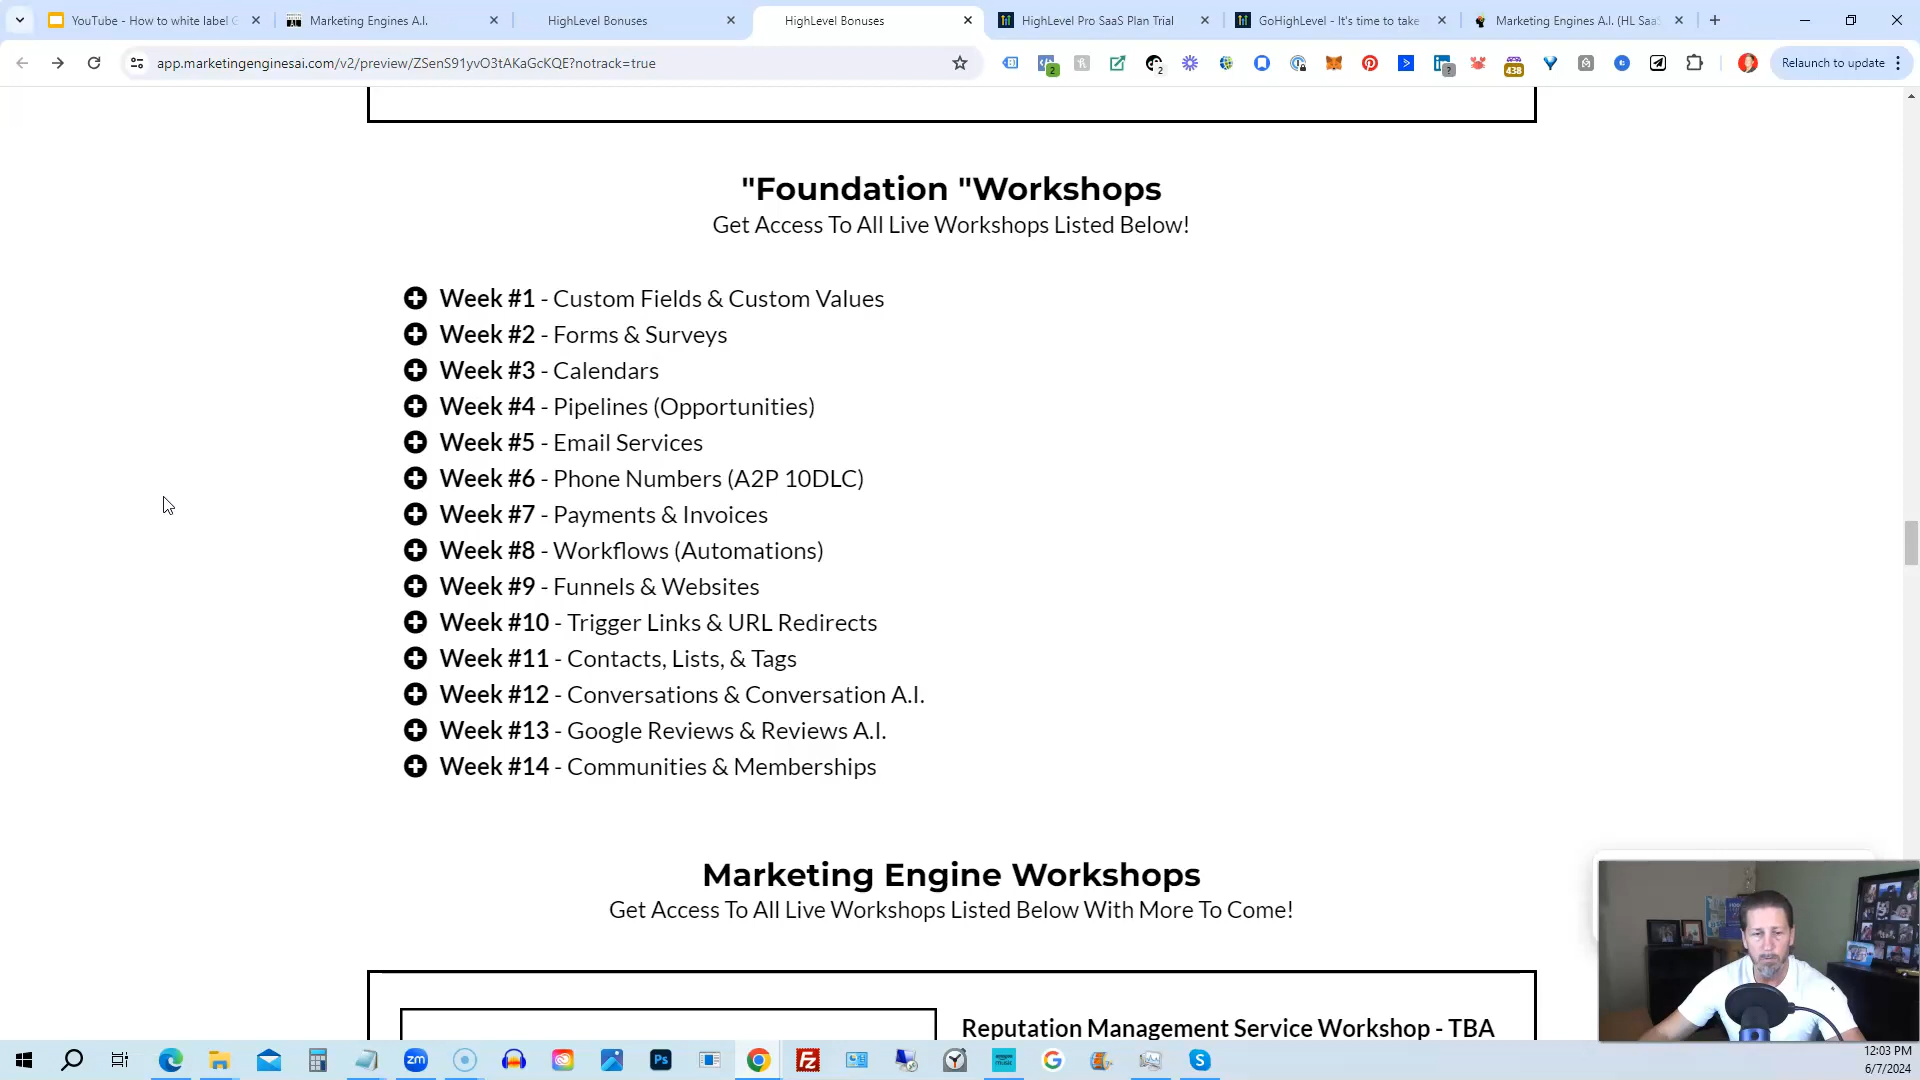 YouTube - How to white label G
Marketing Engines A.I.
HighLevel Bonuses
HighLevel Bonuses
HighLevel Pro SaaS Plan Trial
GoHighLevel - It's time to take
Marketing Engines A.I. (HL SaaS
app.marketingenginesai.com/v2/preview/ZSenS91yvO3tAKaGcKQE?notrack=true
2
2
?
438
Relaunch to update
"Foundation "Workshops
Get Access To All Live Workshops Listed Below!
Week #1 - Custom Fields & Custom Values
Week #2 - Forms & Surveys
Week #3 - Calendars
Week #4 - Pipelines (Opportunities)
Week #5 - Email Services
Week #6 - Phone Numbers (A2P 10DLC)
Week #7 - Payments & Invoices
Week #8 - Workflows (Automations)
Week #9 - Funnels & Websites
Week #10 - Trigger Links & URL Redirects
Week #11 - Contacts, Lists, & Tags
Week #12 - Conversations & Conversation A.I.
Week #13 - Google Reviews & Reviews A.I.
Week #14 - Communities & Memberships
Marketing Engine Workshops
Get Access To All Live Workshops Listed Below With More To Come!
Reputation Management Service Workshop - TBA
zm
Ps
Fz
G
S
12:03 PM
6/7/2024